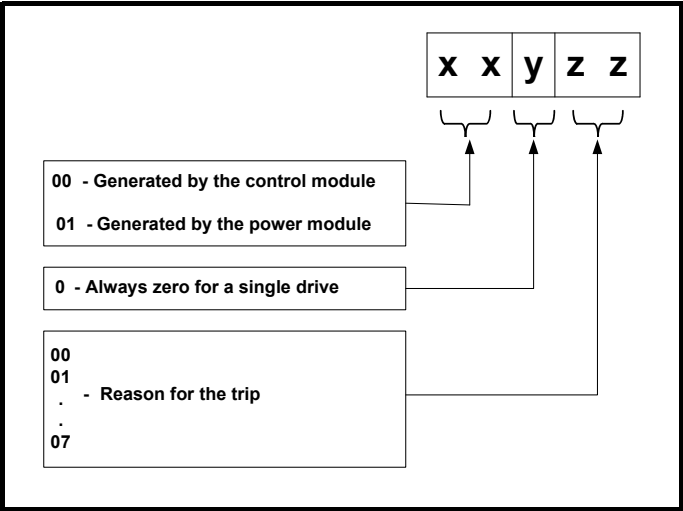 x x y z z
00 - Generated by the control module
01 - Generated by the power module
0 - Always zero for a single drive
00
01
.
- Reason for the trip
.
07